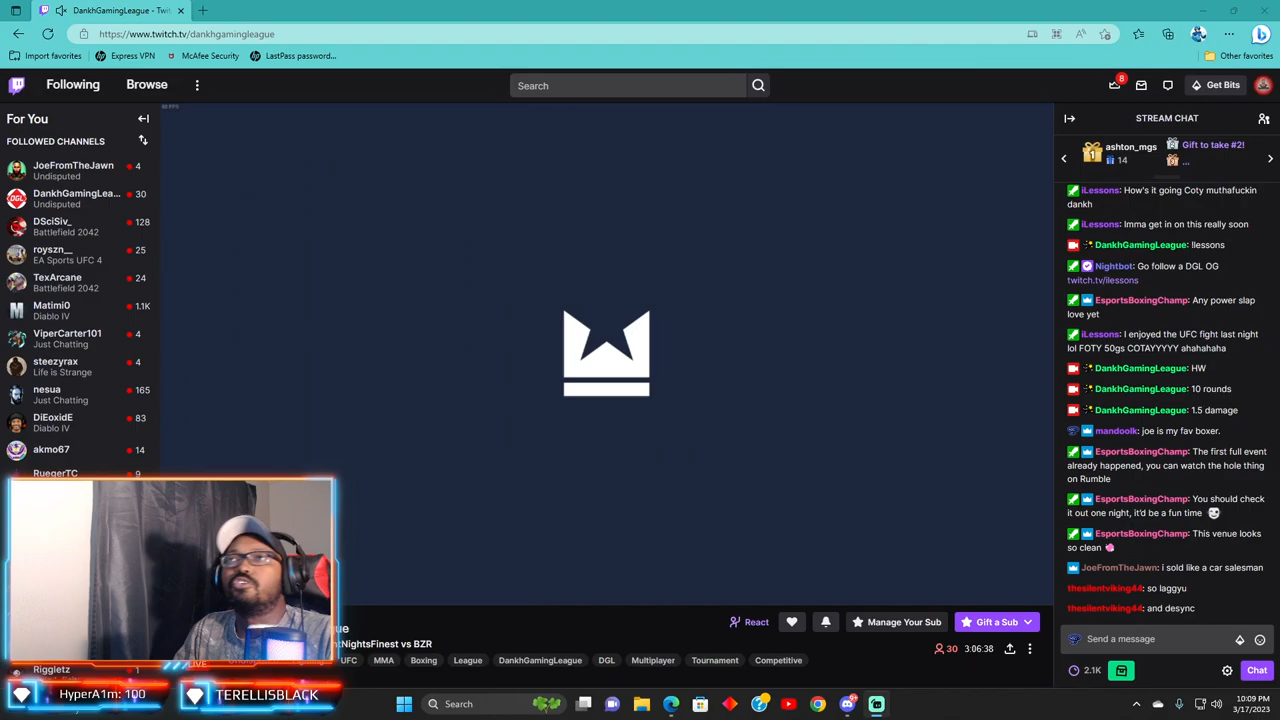 DankhGamingLeague - Twit
https://www.twitch.tv/dankhgamingleague
Import favorites
Express VPN
McAfee Security
LastPass password...
Other favorites
Following
Browse
Search
8
Get Bits
For You
FOLLOWED CHANNELS
JoeFromTheJawn 4
Undisputed
DankhGamingLea... 30
Undisputed
DSciSiv_ 128
Battlefield 2042
royszn__ 25
EA Sports UFC 4
TexArcane 24
Battlefield 2042
Matimi0 1.1K
Diablo IV
ViperCarter101 4
Just Chatting
steezyrax 4
Life is Strange
nesua 165
Just Chatting
DiEoxidE 83
Diablo IV
akmo67 14
RuegerTC 9
Riggletz 1
LIVE
HyperA1m: 100
TERELLISBLACK
60 FPS
STREAM CHAT
1
ashton_mgs
14
Gift to take #2!
...
iLessons: How's it going Coty muthafuckin
dankh
iLessons: Imma get in on this really soon
DankhGamingLeague: !lessons
Nightbot: Go follow a DGL OG
twitch.tv/ilessons
EsportsBoxingChamp: Any power slap
love yet
iLessons: I enjoyed the UFC fight last night
lol FOTY 50gs COTAYYYYY ahahahaha
DankhGamingLeague: HW
DankhGamingLeague: 10 rounds
DankhGamingLeague: 1.5 damage
mandoolk: joe is my fav boxer.
EsportsBoxingChamp: The first full event
already happened, you can watch the hole thing
on Rumble
EsportsBoxingChamp: You should check
it out one night, it'd be a fun time
EsportsBoxingChamp: This venue looks
so clean
JoeFromTheJawn: i sold like a car salesman
thesilentviking44: so laggyu
thesilentviking44: and desync
Send a message
2.1K
Chat
React
Manage Your Sub
Gift a Sub
ue
NightsFinest vs BZR
30
3:06:38
UFC
MMA
Boxing
League
DankhGamingLeague
DGL
Multiplayer
Tournament
Competitive
Search
10:09 PM
3/17/2023